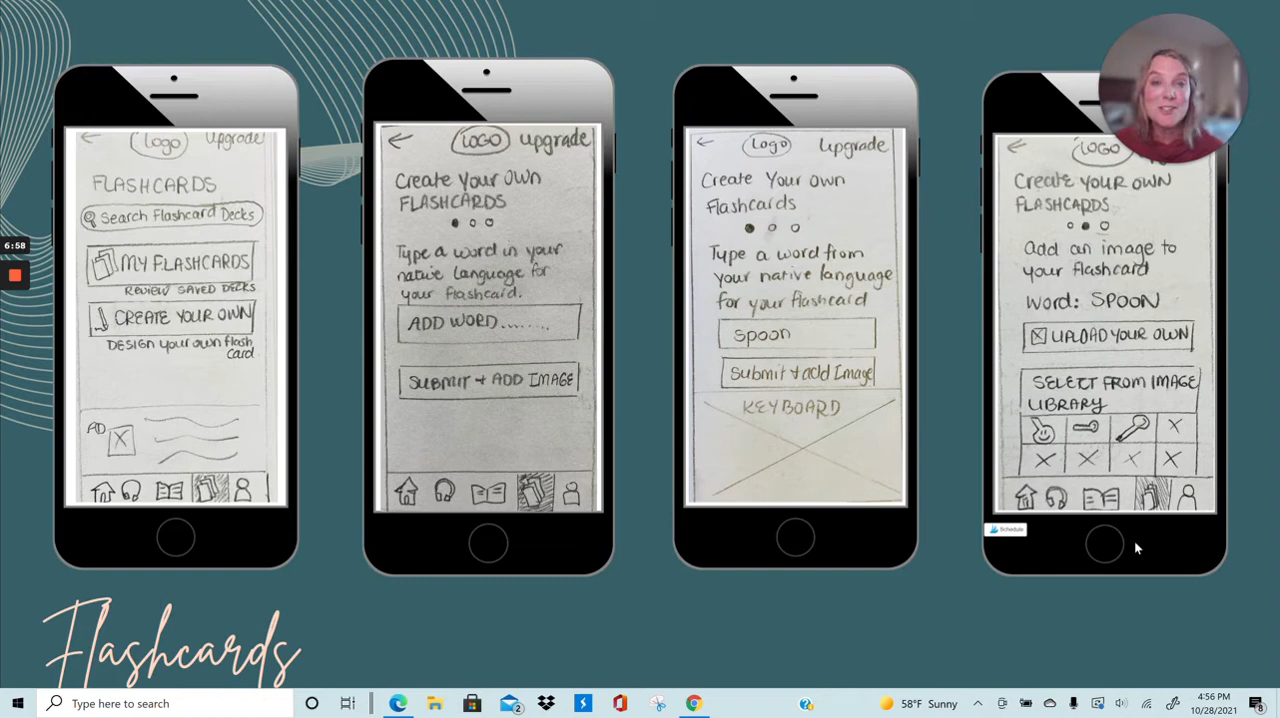 Logo upgrade
FLASHCARDS
Search Flashcard Decks
MY FLASHCARDS
REVIEW SAVED DECKS
CREATE YOUR OWN
DESIGN your own flash
card
AD
LOGO upgrade
Create Your Own
FLASHCARDS
Type a word in your
native language for
your flashcard.
ADD WORD........
SUBMIT + ADD IMAGE
Logo Upgrade
Create Your Own
Flashcards
Type a word from
your native language
for your flashcard
spoon
Submit + add Image
KEYBOARD
LOGO
Create YOUR OWN
FLASHCARDS
Add an image to
your flashcard
word: SPOON
UPLOAD YOUR OWN
SELECT FROM IMAGE
LIBRARY
Schedule
6:58
Flashcards
Type here to search
2
58°F Sunny
4:56 PM
10/28/2021
8